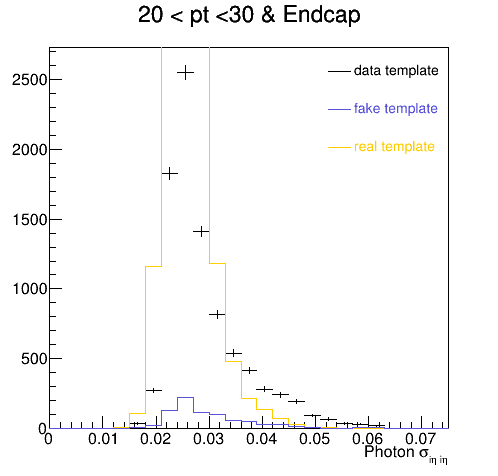 20 < pt <30 & Endcap
data template
fake template
real template
2500
2000
1500
1000
500
0
0 0.01 0.02 0.03 0.04 0.05 0.06 0.07
Photon σiη iη